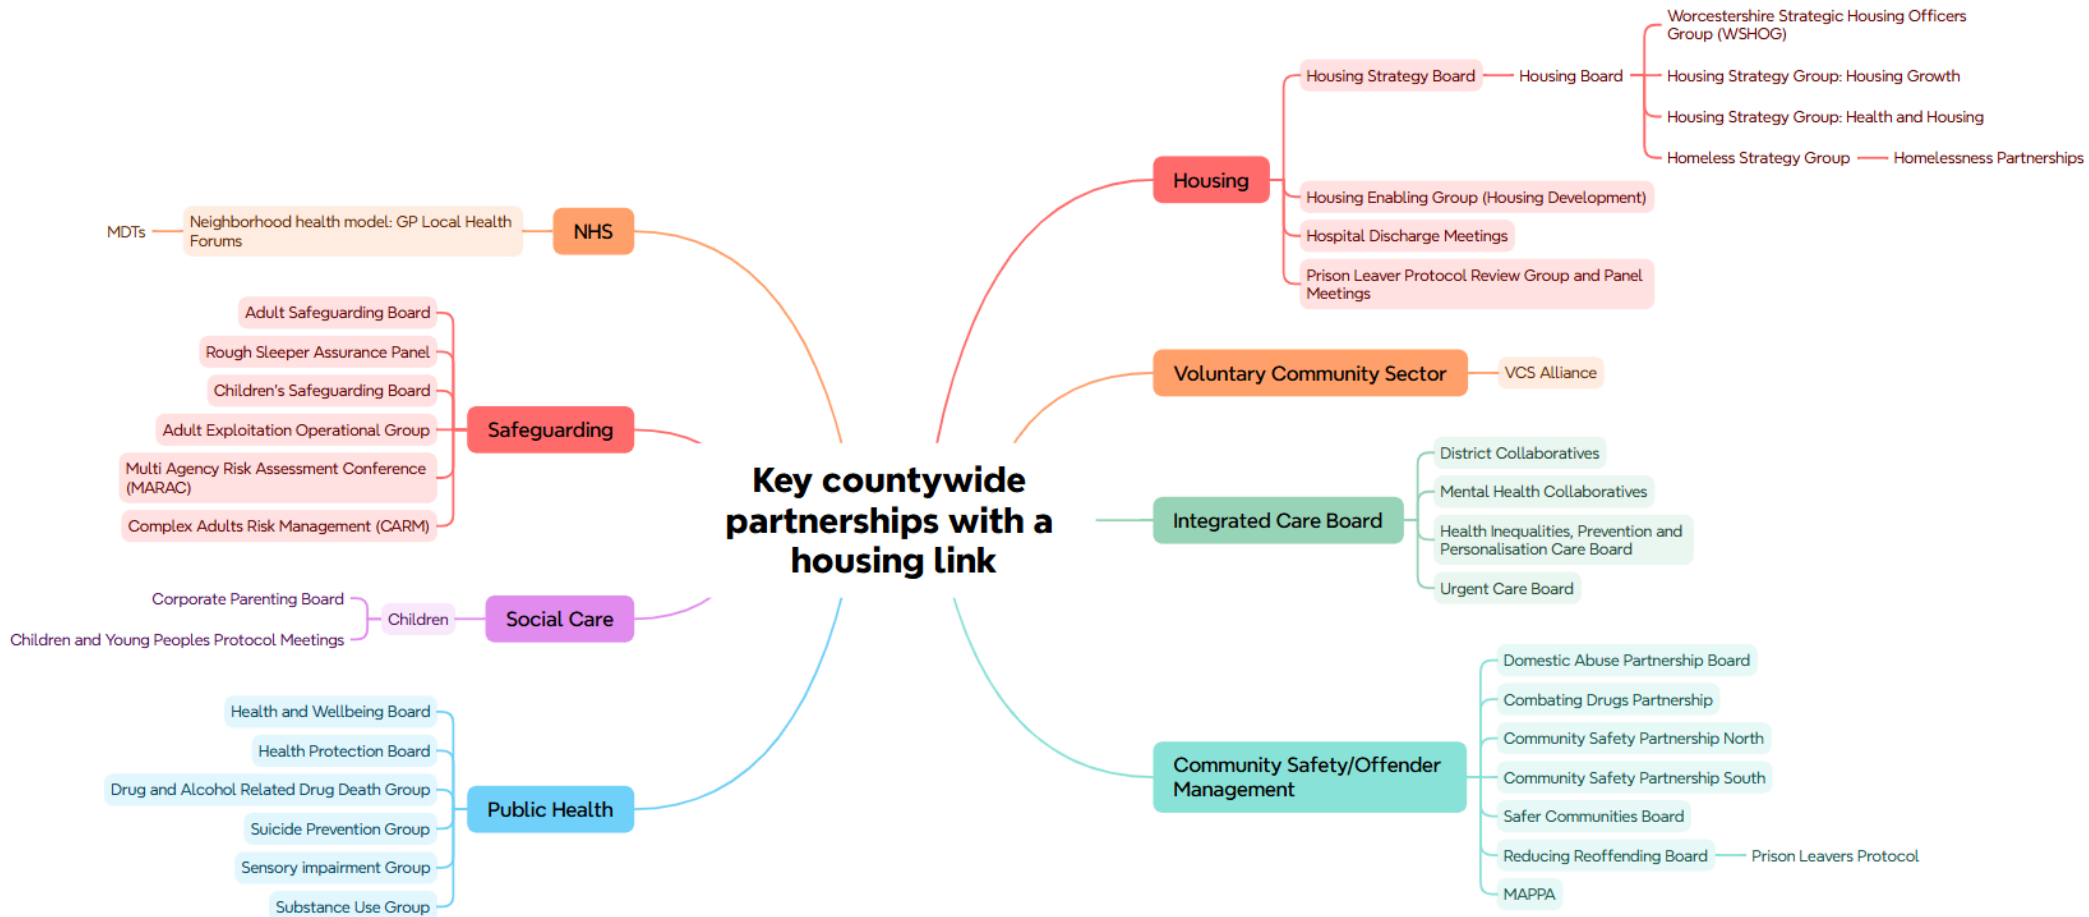 Key countywide
partnerships with a
housing link
Housing
Housing Strategy Board
Housing Board
Worcestershire Strategic Housing Officers
Group (WSHOG)
Housing Strategy Group: Housing Growth
Housing Strategy Group: Health and Housing
Homeless Strategy Group
Homelessness Partnerships
Housing Enabling Group (Housing Development)
Hospital Discharge Meetings
Prison Leaver Protocol Review Group and Panel
Meetings
Voluntary Community Sector
VCS Alliance
Integrated Care Board
District Collaboratives
Mental Health Collaboratives
Health Inequalities, Prevention and
Personalisation Care Board
Urgent Care Board
Community Safety/Offender
Management
Domestic Abuse Partnership Board
Combating Drugs Partnership
Community Safety Partnership North
Community Safety Partnership South
Safer Communities Board
Reducing Reoffending Board
Prison Leavers Protocol
MAPPA
NHS
Neighborhood health model: GP Local Health
Forums
MDTs
Safeguarding
Adult Safeguarding Board
Rough Sleeper Assurance Panel
Children's Safeguarding Board
Adult Exploitation Operational Group
Multi Agency Risk Assessment Conference
(MARAC)
Complex Adults Risk Management (CARM)
Social Care
Children
Corporate Parenting Board
Children and Young Peoples Protocol Meetings
Public Health
Health and Wellbeing Board
Health Protection Board
Drug and Alcohol Related Drug Death Group
Suicide Prevention Group
Sensory impairment Group
Substance Use Group